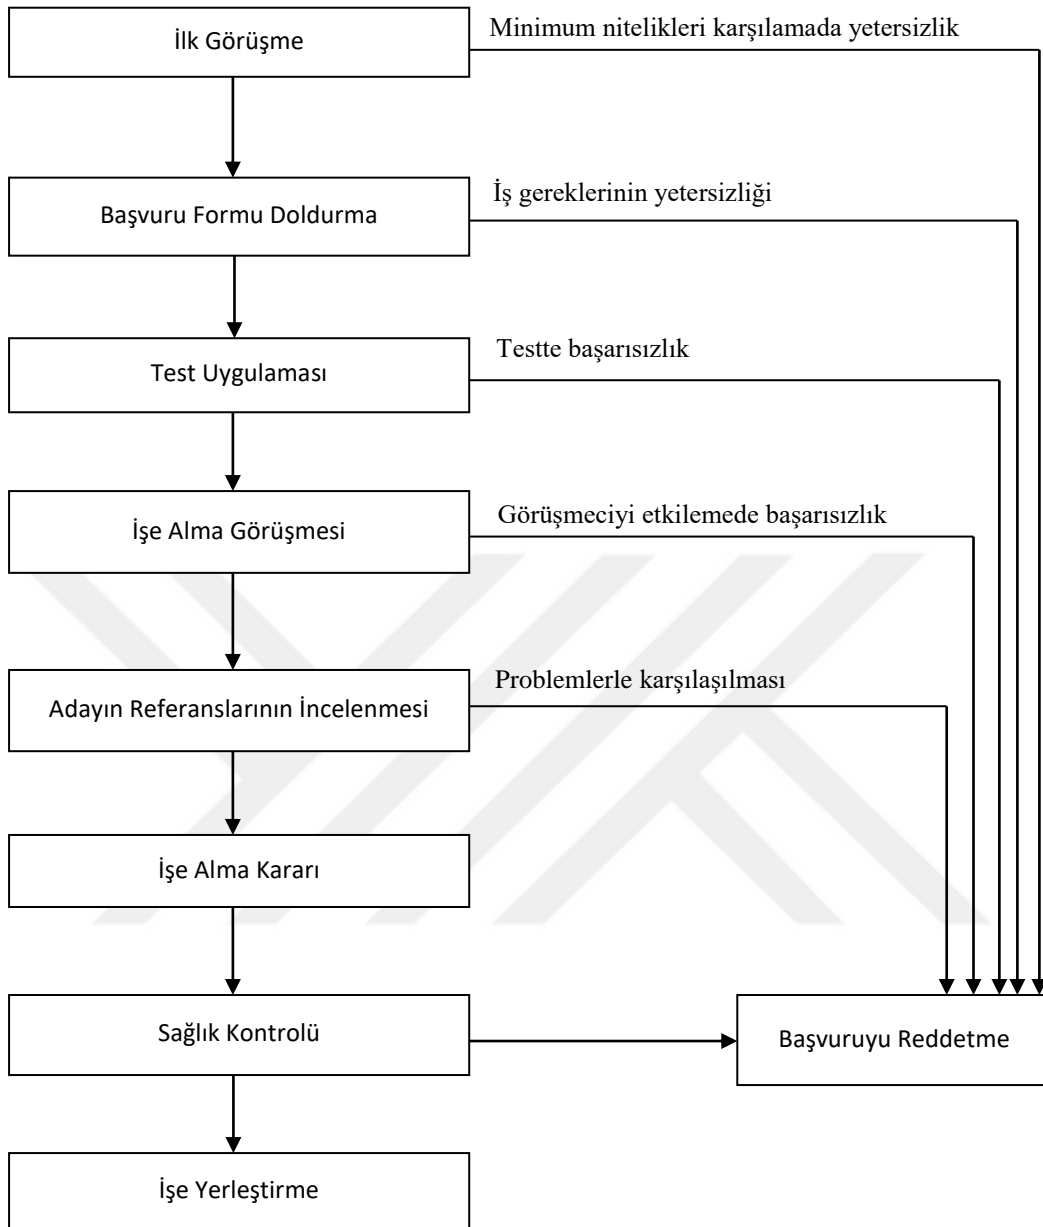 İlk Görüşme
Minimum nitelikleri karşılamada yetersizlik
Başvuru Formu Doldurma
İş gereklerinin yetersizliği
Test Uygulaması
Testte başarısızlık
İşe Alma Görüşmesi
Görüşmeciyi etkilemede başarısızlık
Adayın Referanslarının İncelenmesi
Problemlerle karşılaşılması
İşe Alma Kararı
Sağlık Kontrolü
Başvuruyu Reddetme
İşe Yerleştirme